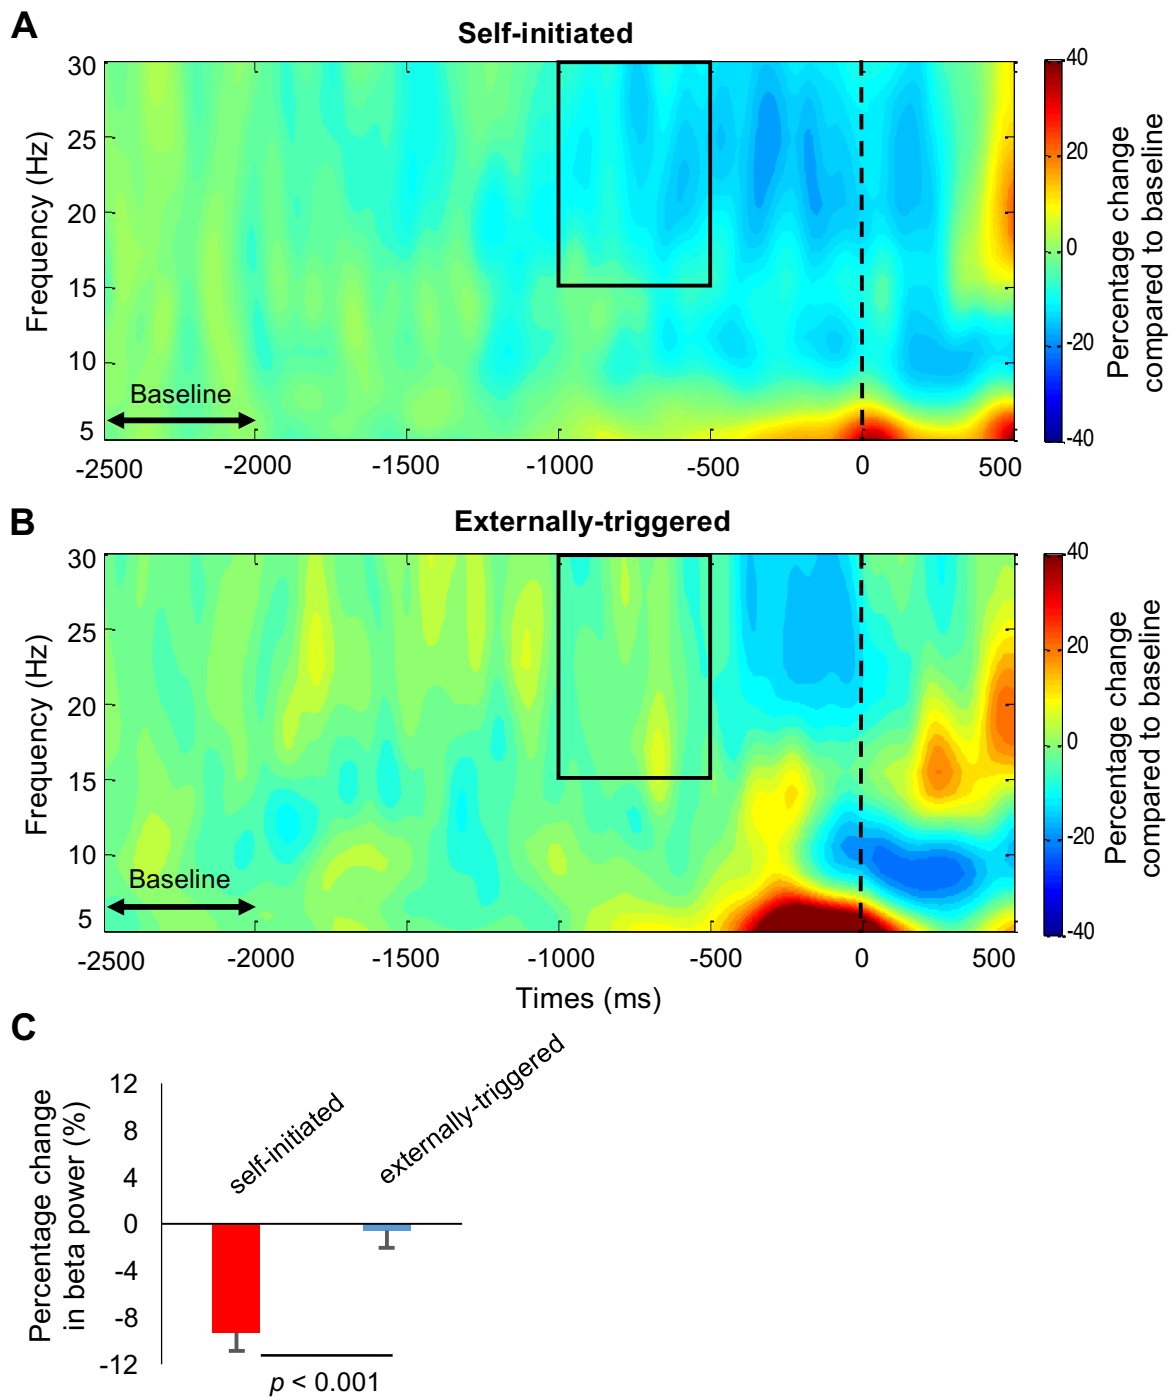 A
Self-initiated
30
25
20
15
10
5
Frequency (Hz)
Baseline
-2500 -2000 -1500 -1000 -500 0 500
40
20
0
-20
-40
Percentage change
compared to baseline
B
Externally-triggered
30
25
20
15
10
5
Frequency (Hz)
Baseline
-2500 -2000 -1500 -1000 -500 0 500
Times (ms)
40
20
0
-20
-40
Percentage change
compared to baseline
C
Percentage change
in beta power (%)
12
8
4
0
-4
-8
-12
self-initiated
externally-triggered
p < 0.001